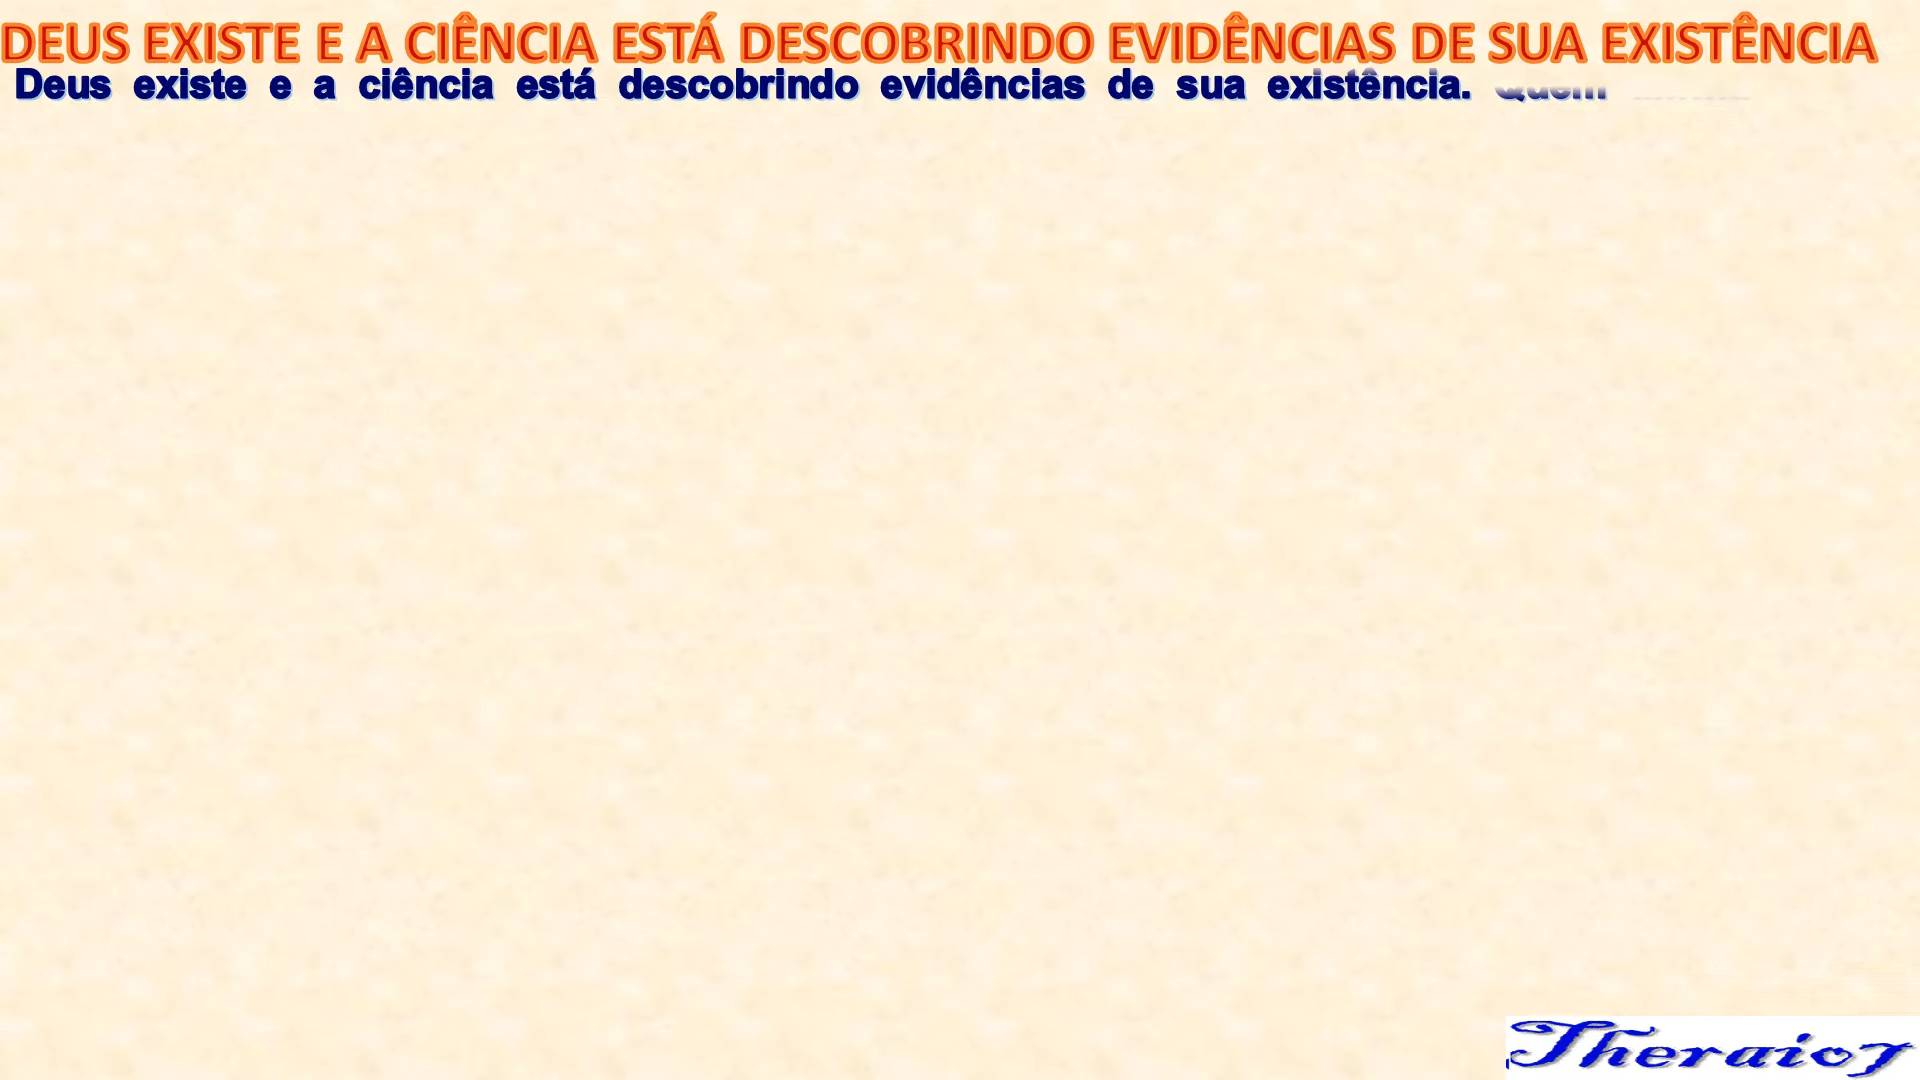 DEUS EXISTE E A CIÊNCIA ESTÁ DESCOBRINDO EVIDÊNCIAS DE SUA EXISTÊNCIA
Deus existe e a ciência está descobrindo evidências de sua existência. Quem
Theraio7